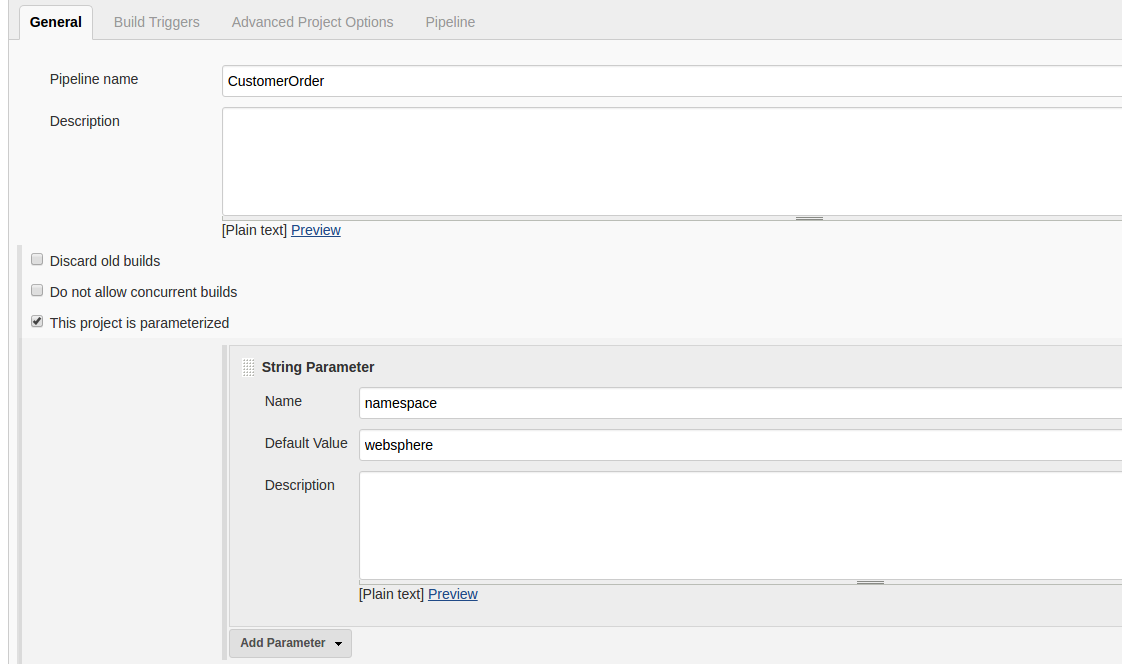 General Build Triggers Advanced Project Options Pipeline
Pipeline name CustomerOrder
Description
[Plain text] Preview
Discard old builds
Do not allow concurrent builds
This project is parameterized
String Parameter
Name namespace
Default Value websphere
Description
[Plain text] Preview
Add Parameter